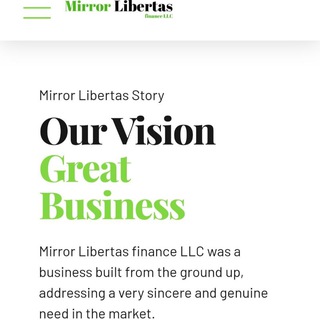 Mirror Libertas
finance LLC
Mirror Libertas Story
Our Vision
Great
Business
Mirror Libertas finance LLC was a
business built from the ground up,
addressing a very sincere and genuine
need in the market.